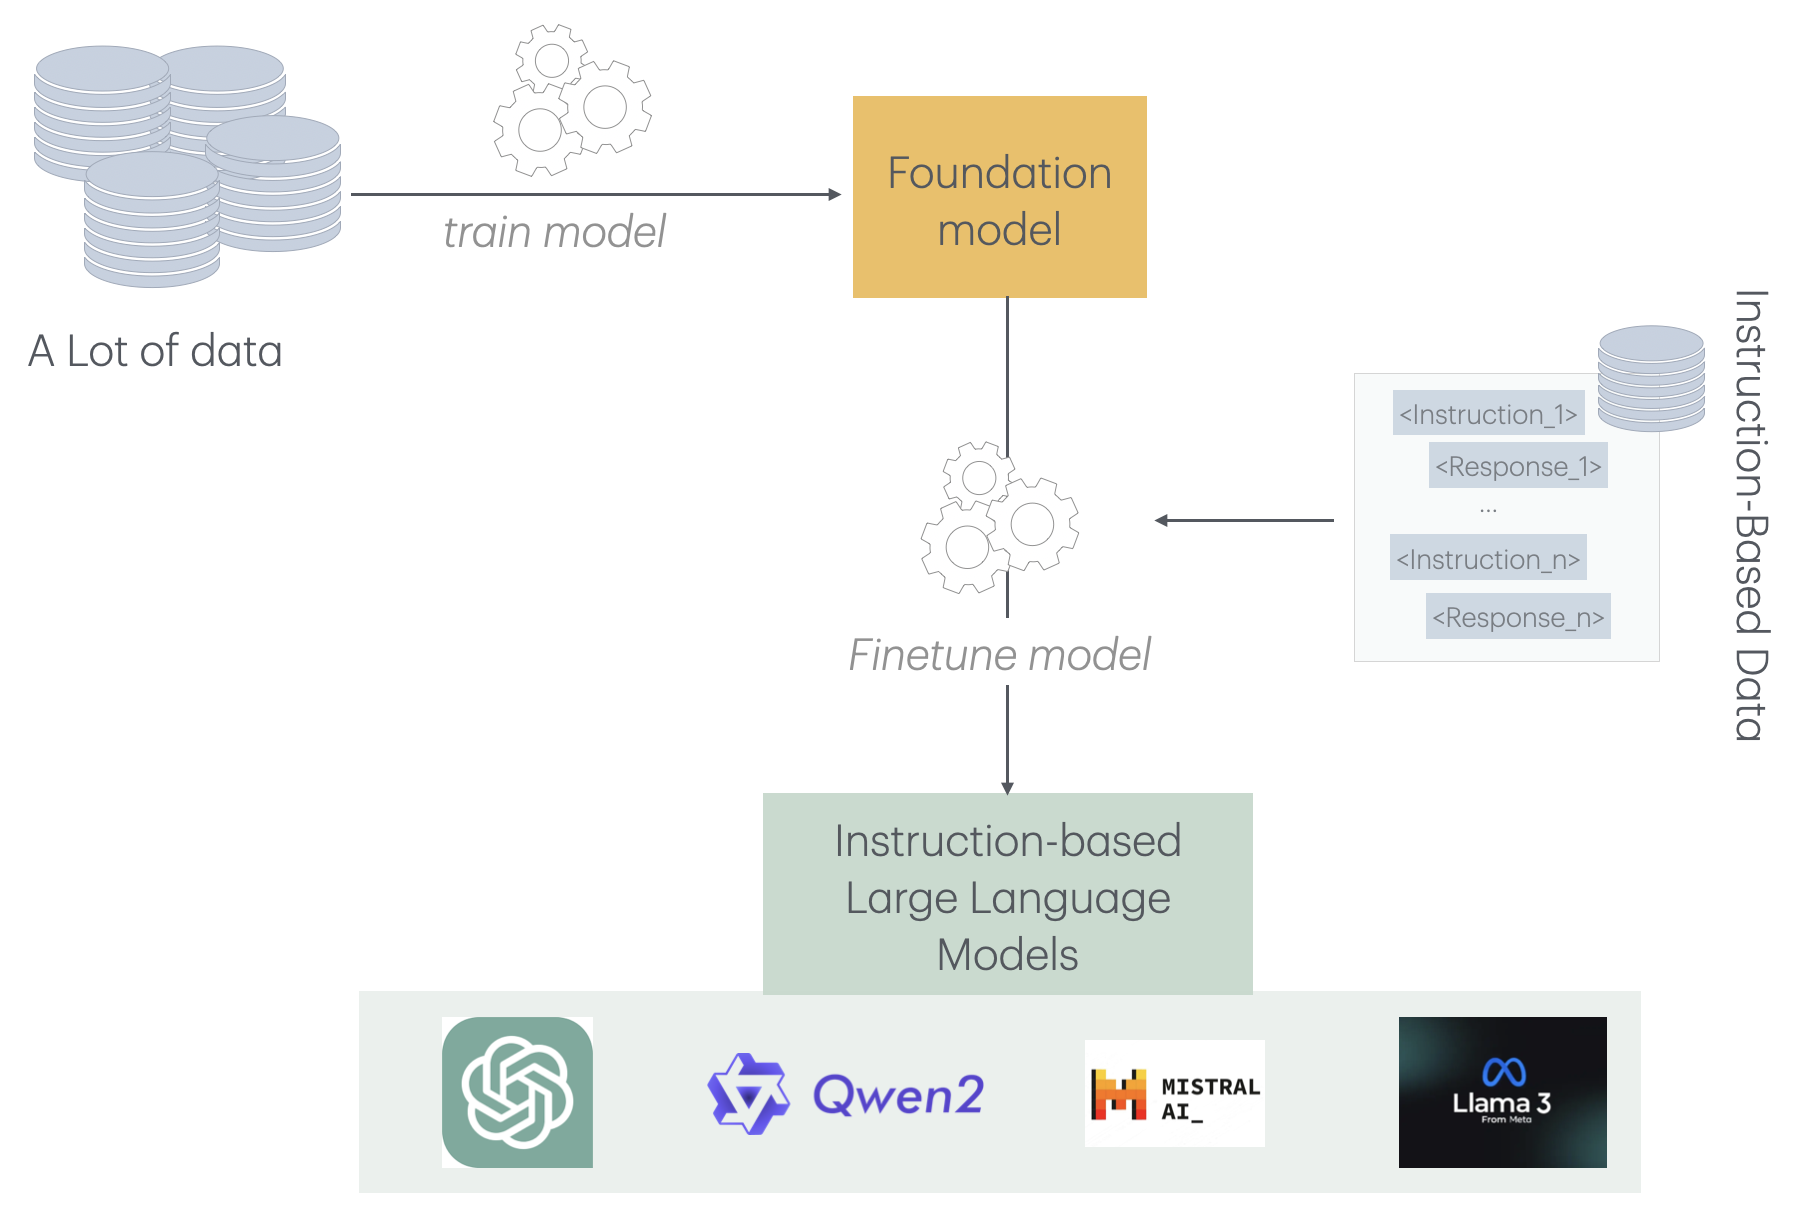 A Lot of data
train model
Foundation
model
Instruction-Based Data
<Instruction_1>
<Response_1>
...
<Instruction_n>
<Response_n>
Finetune model
Instruction-based
Large Language
Models
Qwen2
MISTRAL
AI_
Llama 3
From Meta